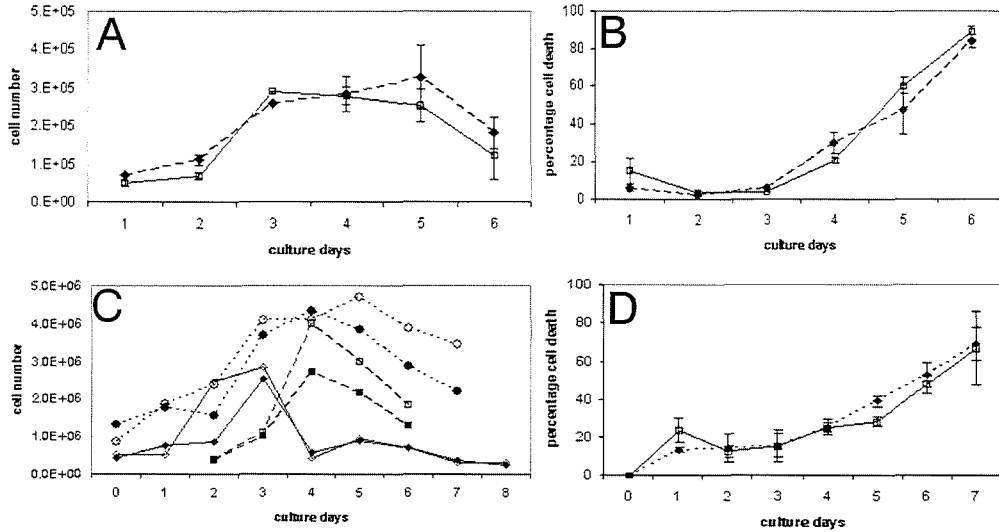 A
cell number
5.E+05
4.E+05
3.E+05
2.E+05
1.E+05
0.E+00
1 2 3 4 5 6
culture days
B
percentage cell death
100
80
60
40
20
0
1 2 3 4 5 6
culture days
C
cell number
5.0E+06
4.0E+06
3.0E+06
2.0E+06
1.0E+06
0.0E+00
0 1 2 3 4 5 6 7 8
culture days
D
percentage cell death
100
80
60
40
20
0
0 1 2 3 4 5 6 7
culture days